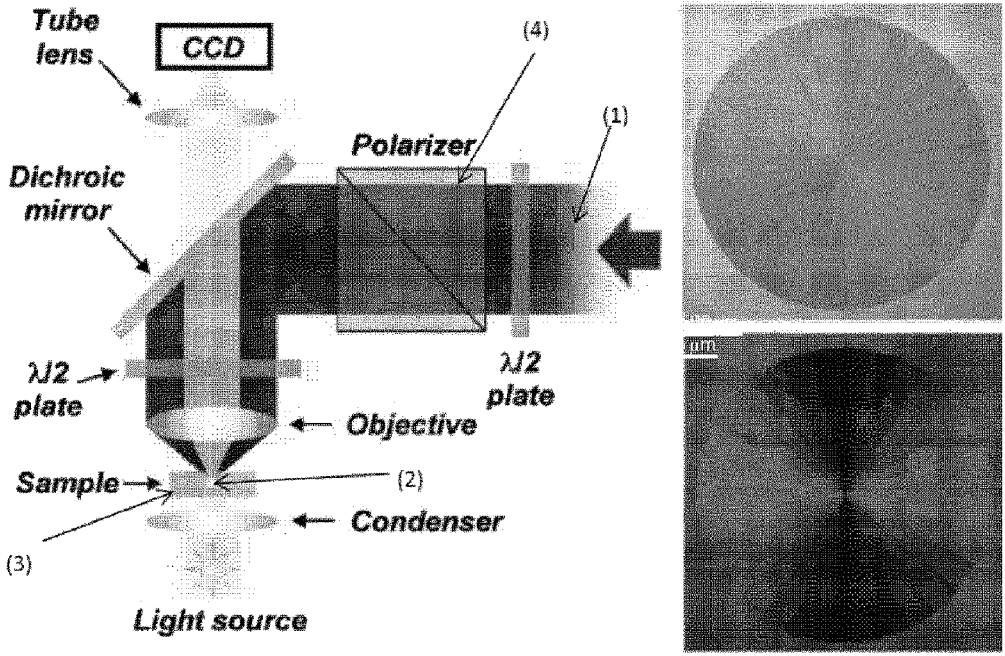 Tube
lens
CCD
(4)
(1)
Polarizer
Dichroic
mirror
λ/2
plate
λ/2
plate
Objective
Sample
(2)
Condenser
(3)
Light source
μm